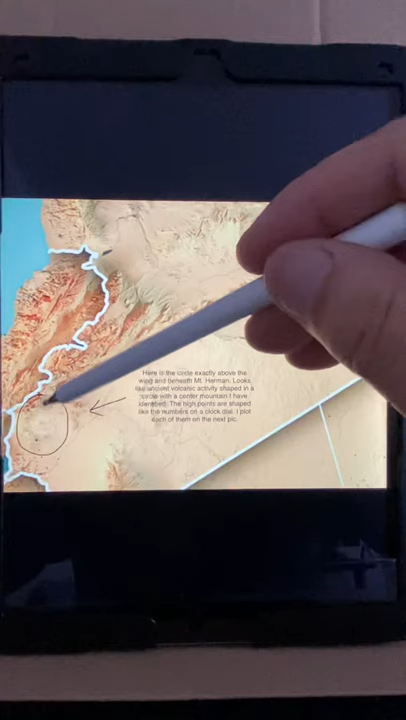 Here is the circle exactly above the
wind and beneath Mt. Herman. Looks
like ancient volcanic activity shaped in a
circle with a center mountain I have
identified. The high points are shaped
like the numbers on a clock dial. I plot
each of them on the next pic.